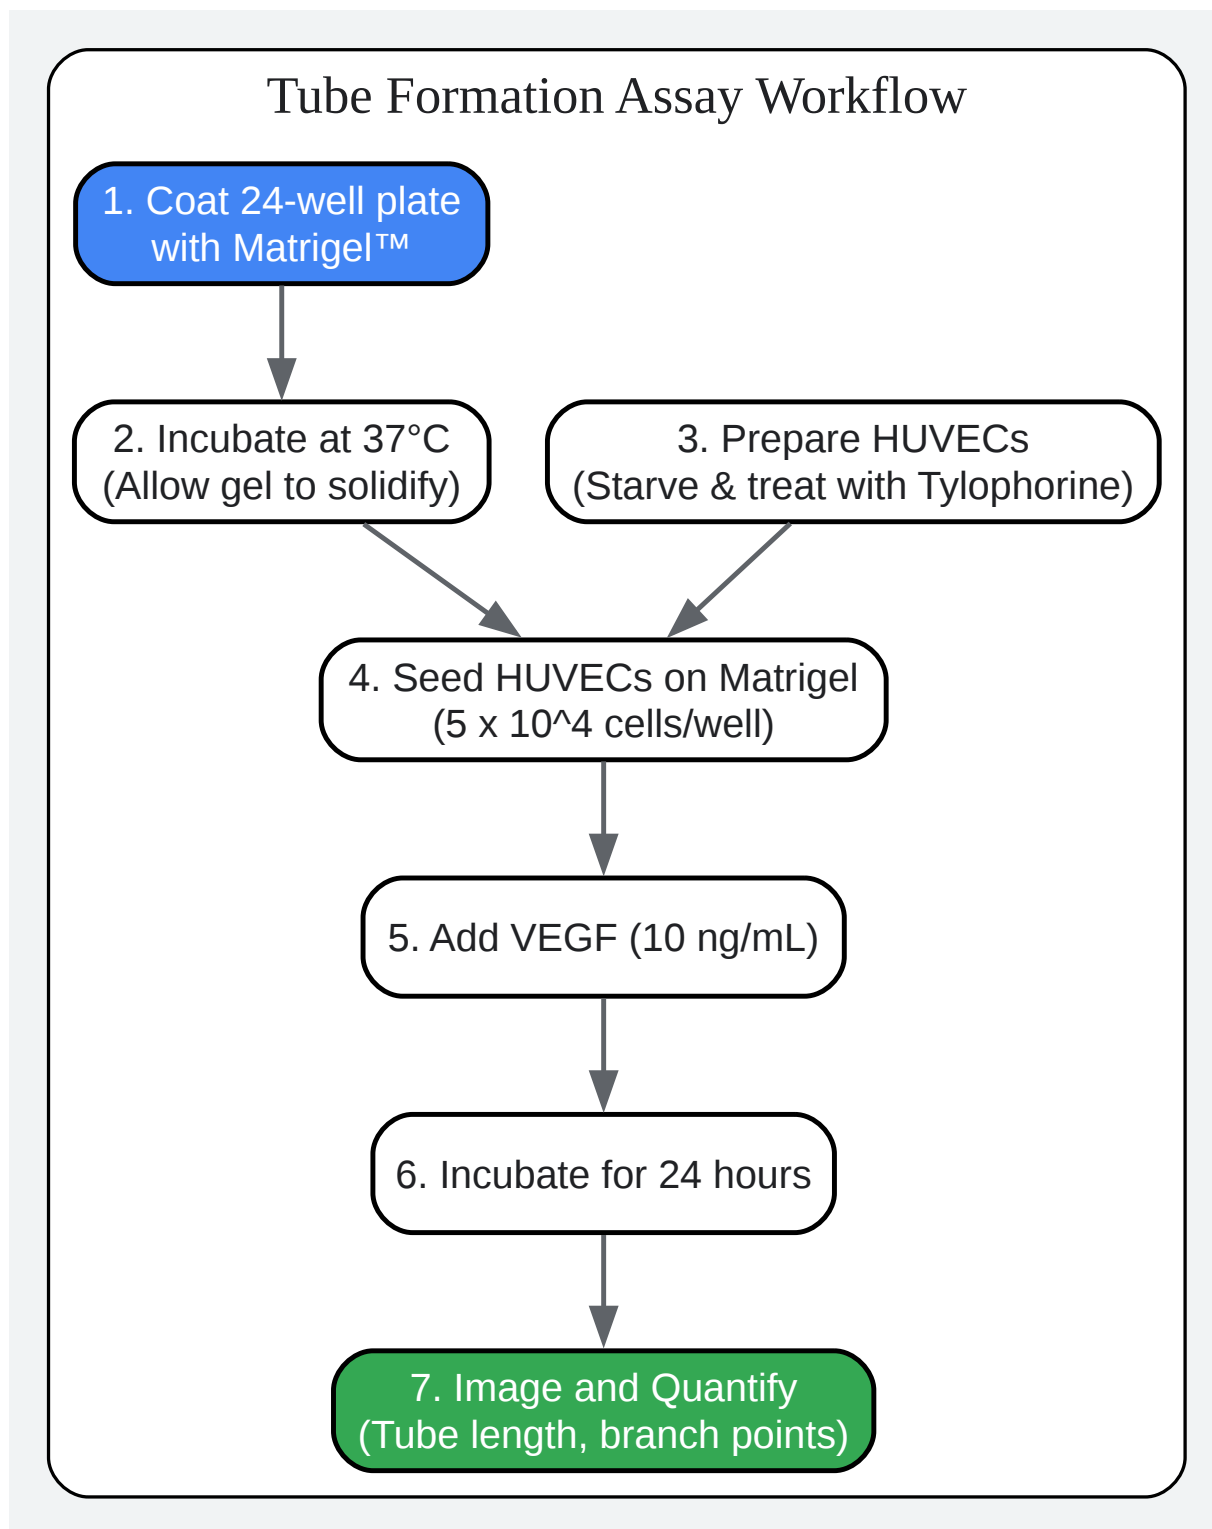 Tube Formation Assay Workflow
1. Coat 24-well plate
with Matrigel™
2. Incubate at 37°C
(Allow gel to solidify)
3. Prepare HUVECs
(Starve & treat with Tylophorine)
4. Seed HUVECs on Matrigel
(5 x 10^4 cells/well)
5. Add VEGF (10 ng/mL)
6. Incubate for 24 hours
7. Image and Quantify
(Tube length, branch points)